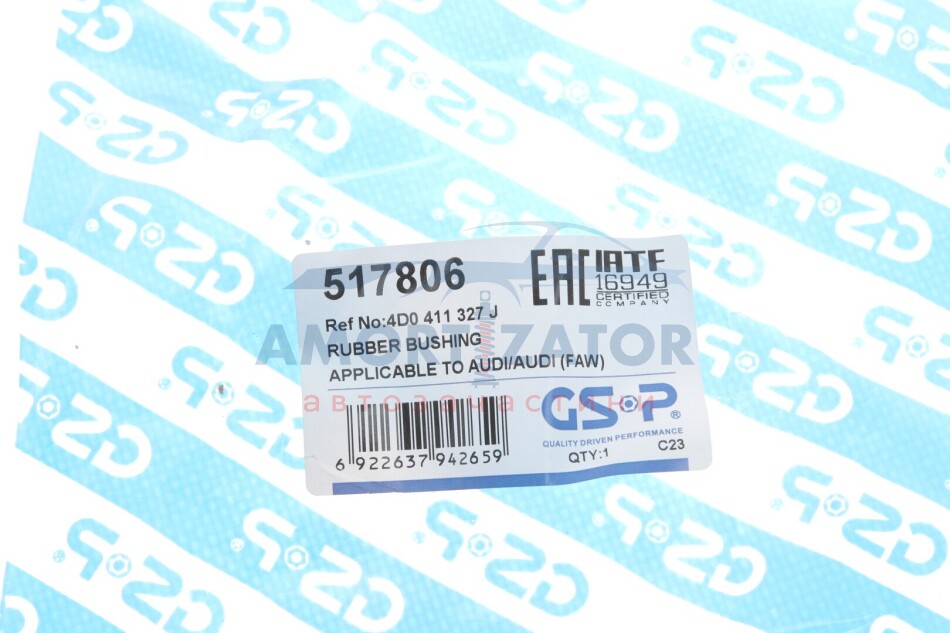 517806
EAC
IATF
16949
CERTIFIED
COMPANY
Ref No:4D0 411 327 J
RUBBER BUSHING
APPLICABLE TO AUDI/AUDI (FAW)
AMORTIZATOR
автозапчастини
GSP®
QUALITY DRIVEN PERFORMANCE
QTY:1 C23
6 922637 942659